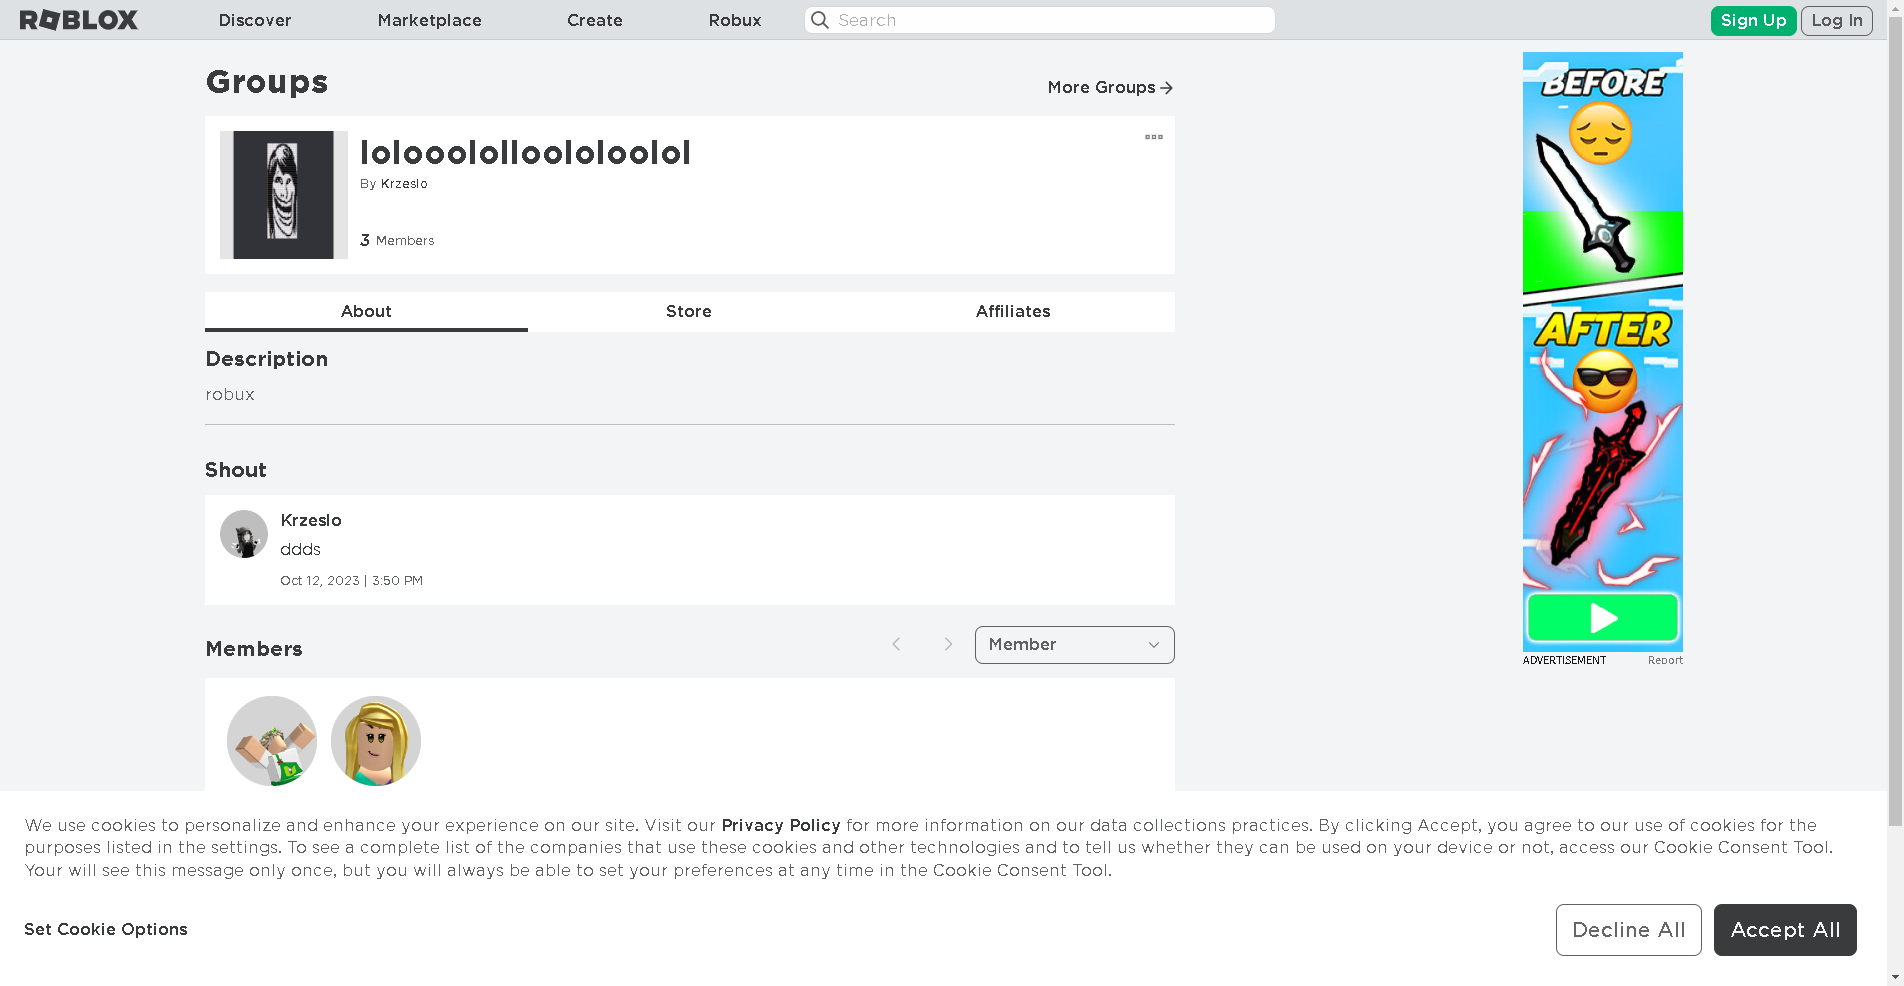 ROBLOX Discover Marketplace Create Robux Search Sign Up Log In
Groups
More Groups
lolooololloololoolol
By Krzeslo
3 Members
About Store Affiliates
Description
robux
Shout
Krzeslo
ddds
Oct 12, 2023 | 3:50 PM
Members
Member
BEFORE
AFTER
ADVERTISEMENT Report
We use cookies to personalize and enhance your experience on our site. Visit our Privacy Policy for more information on our data collections practices. By clicking Accept, you agree to our use of cookies for the
purposes listed in the settings. To see a complete list of the companies that use these cookies and other technologies and to tell us whether they can be used on your device or not, access our Cookie Consent Tool.
Your will see this message only once, but you will always be able to set your preferences at any time in the Cookie Consent Tool.
Set Cookie Options
Decline All Accept All